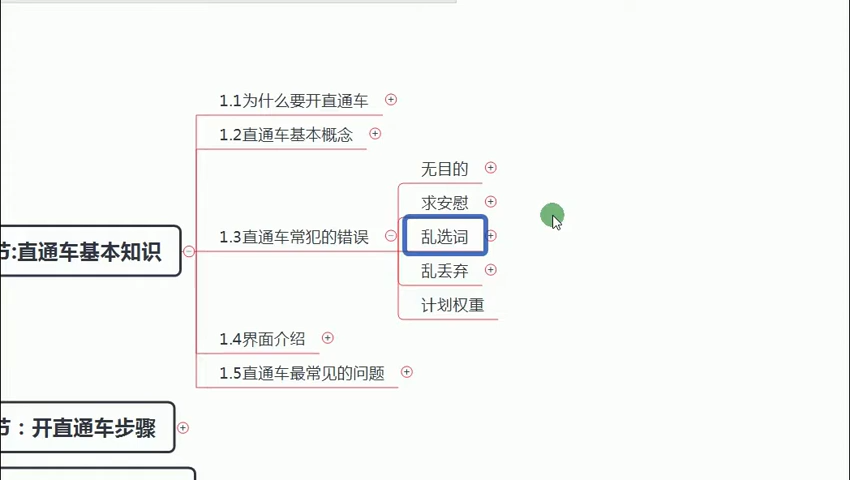 1.1为什么要开直通车
1.2直通车基本概念
无目的
求安慰
节:直通车基本知识
1.3直通车常犯的错误
乱选词
乱丢弃
计划权重
1.4界面介绍
1.5直通车最常见的问题
节：开直通车步骤